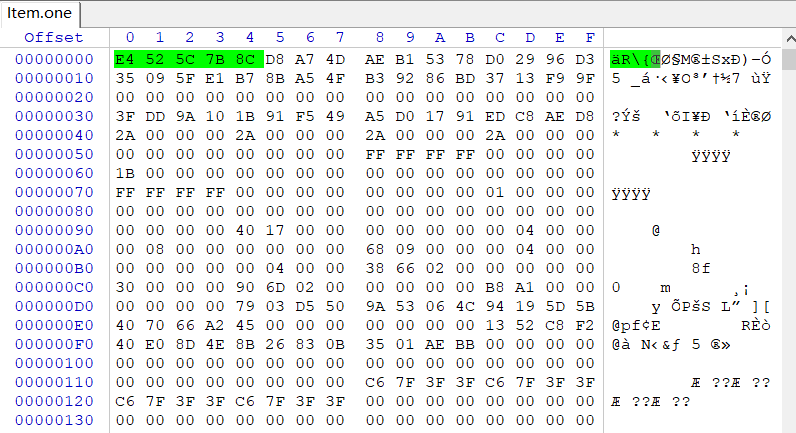 Item.one
Offset 0 1 2 3 4 5 6 7 8 9 A B C D E F
00000000 E4 52 5C 7B 8C D8 A7 4D AE B1 53 78 D0 29 96 D3 äR\{ŒØ§M®±SxÐ)–Ó
00000010 35 09 5F E1 B7 8B A5 4F B3 92 86 BD 37 13 F9 9F 5 _á·‹¥O³’†½7 ùŸ
00000020 00 00 00 00 00 00 00 00 00 00 00 00 00 00 00 00
00000030 3F DD 9A 10 1B 91 F5 49 A5 D0 17 91 ED C8 AE D8 ?Ýš ‘õI¥Ð ‘íÈ®Ø
00000040 2A 00 00 00 2A 00 00 00 2A 00 00 00 2A 00 00 00 * * * *
00000050 00 00 00 00 00 00 00 00 FF FF FF FF 00 00 00 00 ÿÿÿÿ
00000060 1B 00 00 00 00 00 00 00 00 00 00 00 00 00 00 00
00000070 FF FF FF FF 00 00 00 00 00 00 00 00 01 00 00 00 ÿÿÿÿ
00000080 00 00 00 00 00 00 00 00 00 00 00 00 00 00 00 00
00000090 00 00 00 00 40 17 00 00 00 00 00 00 00 04 00 00 @
000000A0 00 08 00 00 00 00 00 00 68 09 00 00 00 04 00 00 h
000000B0 00 00 00 00 00 04 00 00 38 66 02 00 00 00 00 00 8f
000000C0 30 00 00 00 90 6D 02 00 00 00 00 00 B8 A1 00 00 0 m ¸¡
000000D0 00 00 00 00 79 03 D5 50 9A 53 06 4C 94 19 5D 5B y ÕPšS L” ][
000000E0 40 70 66 A2 45 00 00 00 00 00 00 00 13 52 C8 F2 @pf¢E RÈò
000000F0 40 E0 8D 4E 8B 26 83 0B 35 01 AE BB 00 00 00 00 @à N‹&ƒ 5 ®»
00000100 00 00 00 00 00 00 00 00 00 00 00 00 00 00 00 00
00000110 00 00 00 00 00 00 00 00 C6 7F 3F 3F C6 7F 3F 3F Æ ??Æ ??
00000120 C6 7F 3F 3F C6 7F 3F 3F 00 00 00 00 00 00 00 00 Æ ??Æ ??
00000130 00 00 00 00 00 00 00 00 00 00 00 00 00 00 00 00